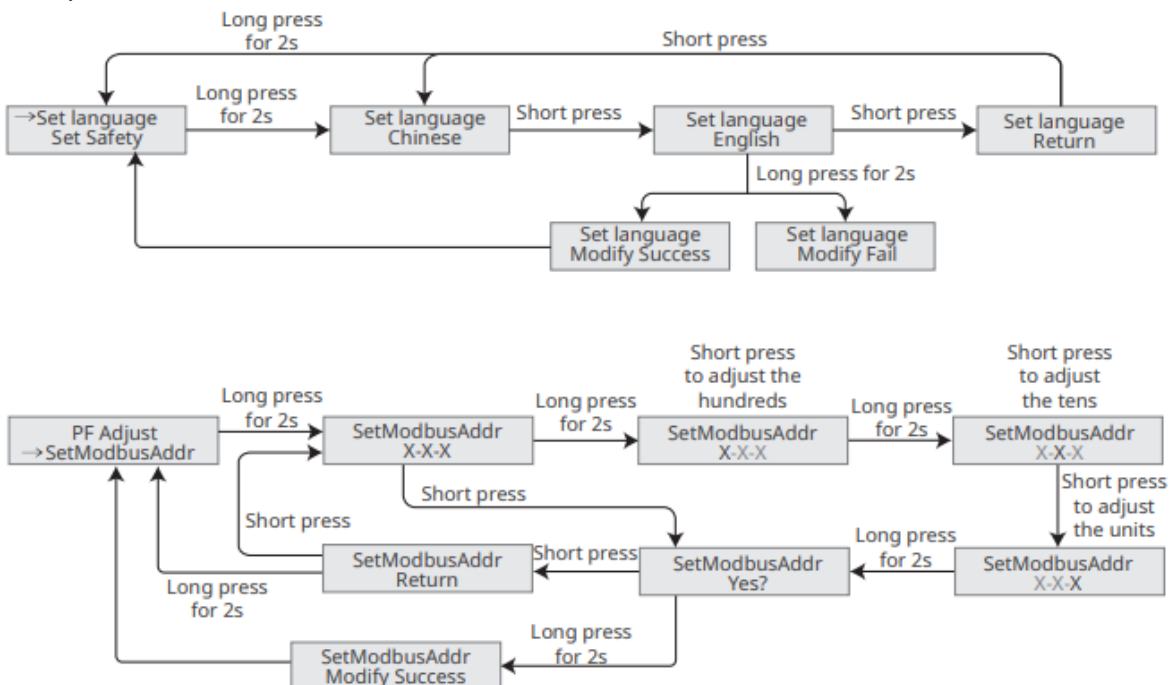 Long press
for 2s
Short press
→Set language
Set Safety
Long press
for 2s
Set language
Chinese
Short press
Set language
English
Short press
Set language
Return
Long press for 2s
Set language
Modify Success
Set language
Modify Fail
Short press
to adjust the
hundreds
Short press
to adjust
the tens
PF Adjust
→SetModbusAddr
Long press
for 2s
SetModbusAddr
X-X-X
Long press
for 2s
SetModbusAddr
X-X-X
Long press
for 2s
SetModbusAddr
X-X-X
Short press
Short press
to adjust
the units
Short press
SetModbusAddr
Return
Short press
SetModbusAddr
Yes?
Long press
for 2s
SetModbusAddr
X-X-X
Long press
for 2s
Long press
for 2s
SetModbusAddr
Modify Success